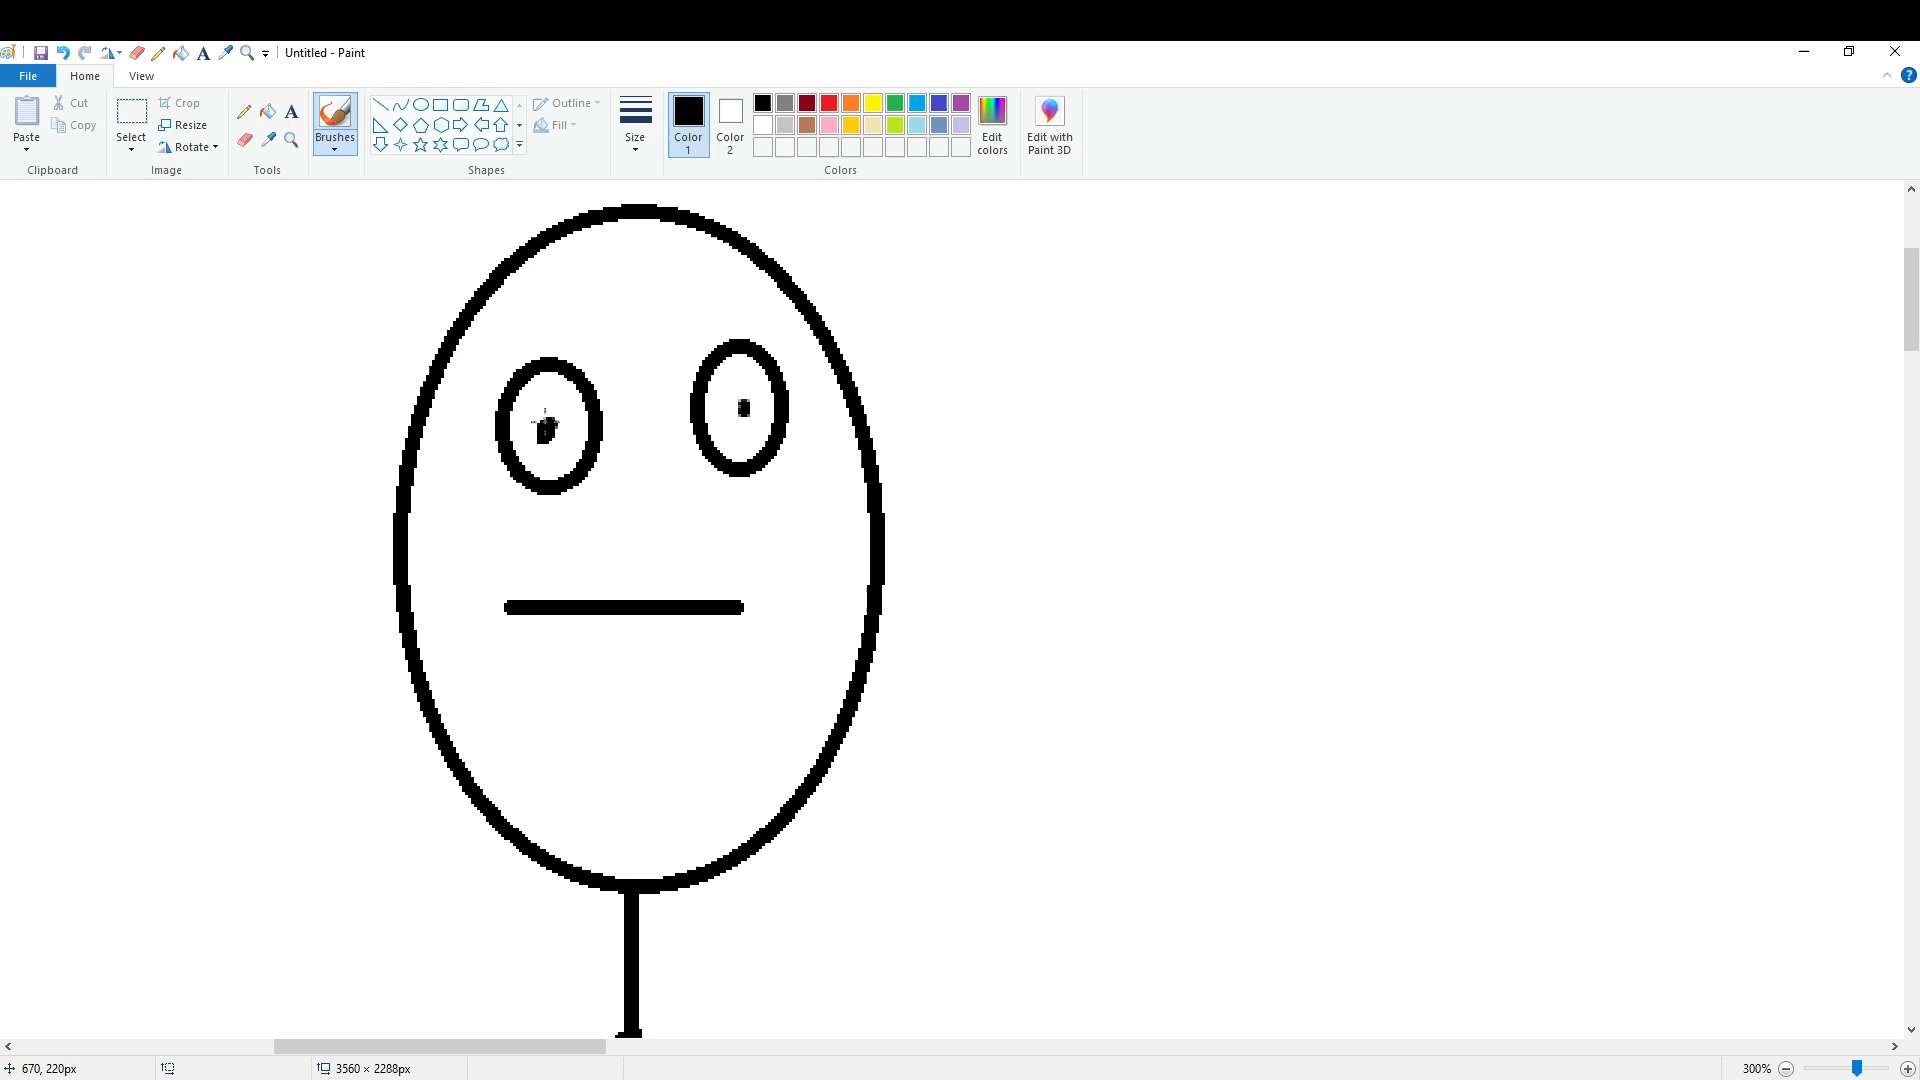 Untitled - Paint
File Home View
Paste
Cut
Copy
Clipboard
Select
Crop
Resize
Rotate
Image
A
Tools
Brushes
Outline
Fill
Shapes
Size
Color 1
Color 2
Edit colors
Colors
Edit with Paint 3D
670, 220px
3560 × 2288px
300%